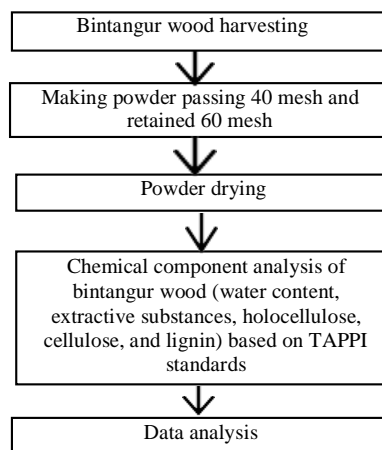 Bintangur wood harvesting
Making powder passing 40 mesh and
retained 60 mesh
Powder drying
Chemical component analysis of
bintangur wood (water content,
extractive substances, holocellulose,
cellulose, and lignin) based on TAPPI
standards
Data analysis